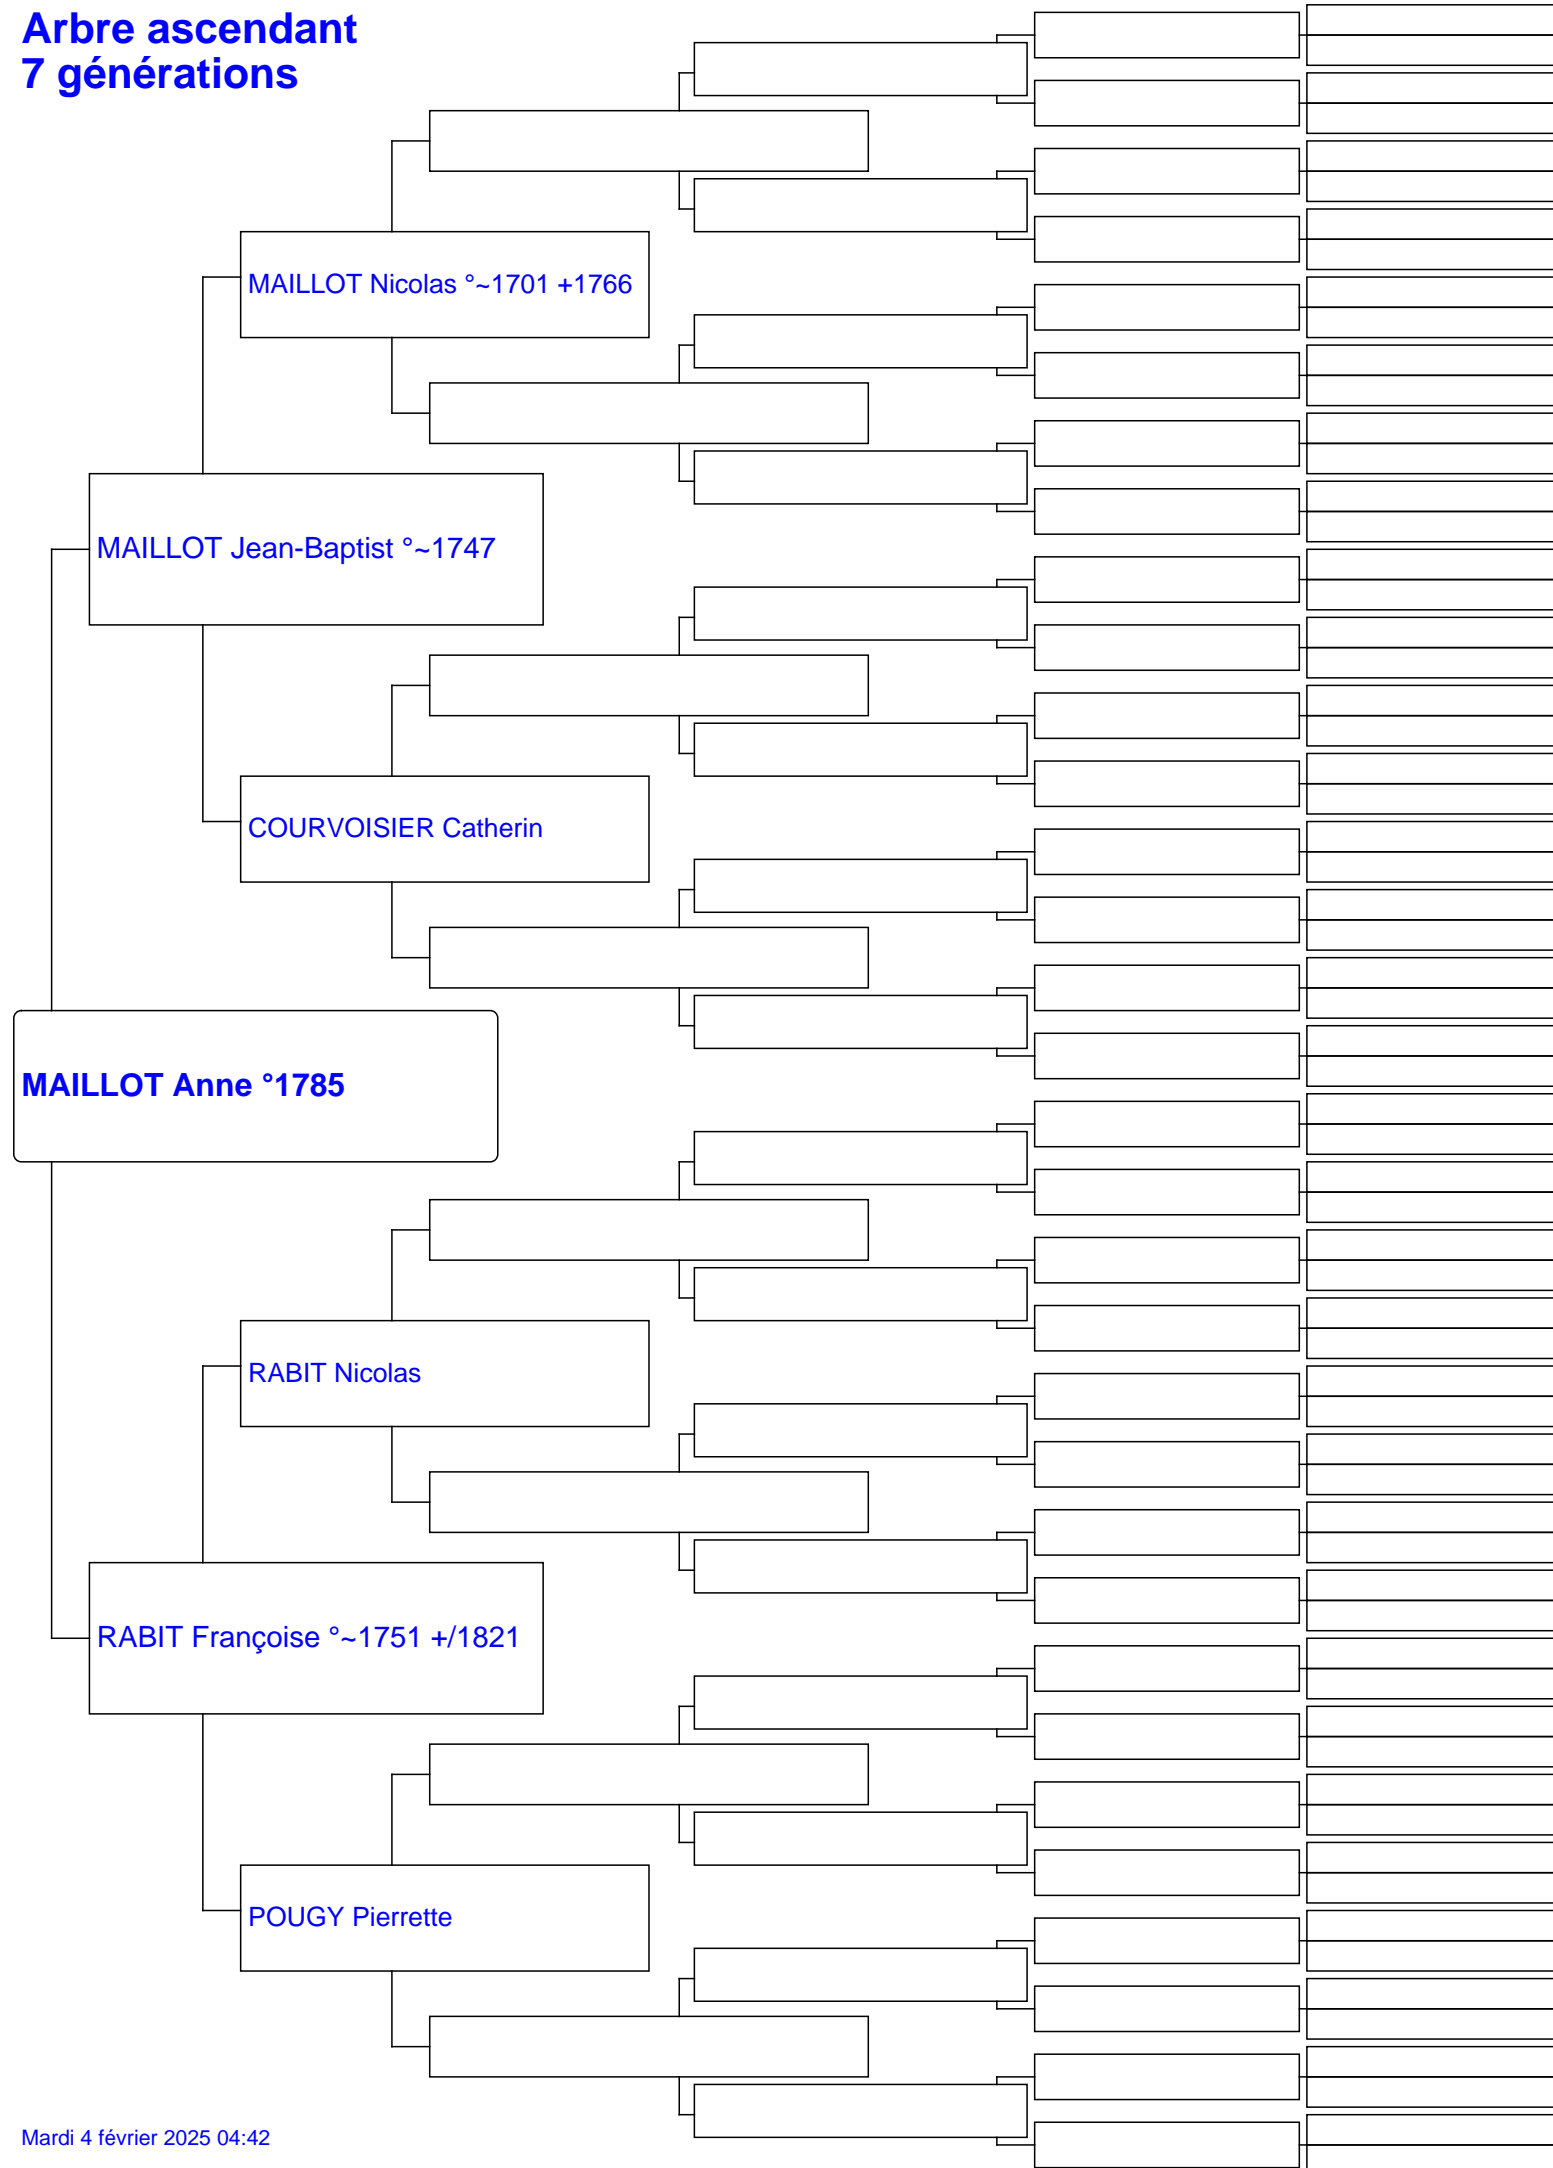 Arbre ascendant
7 générations
MAILLOT Nicolas °~1701 +1766
MAILLOT Jean-Baptist °~1747
COURVOISIER Catherin
MAILLOT Anne °1785
RABIT Nicolas
RABIT Françoise °~1751 +/1821
POUGY Pierrette
Mardi 4 février 2025 04:42